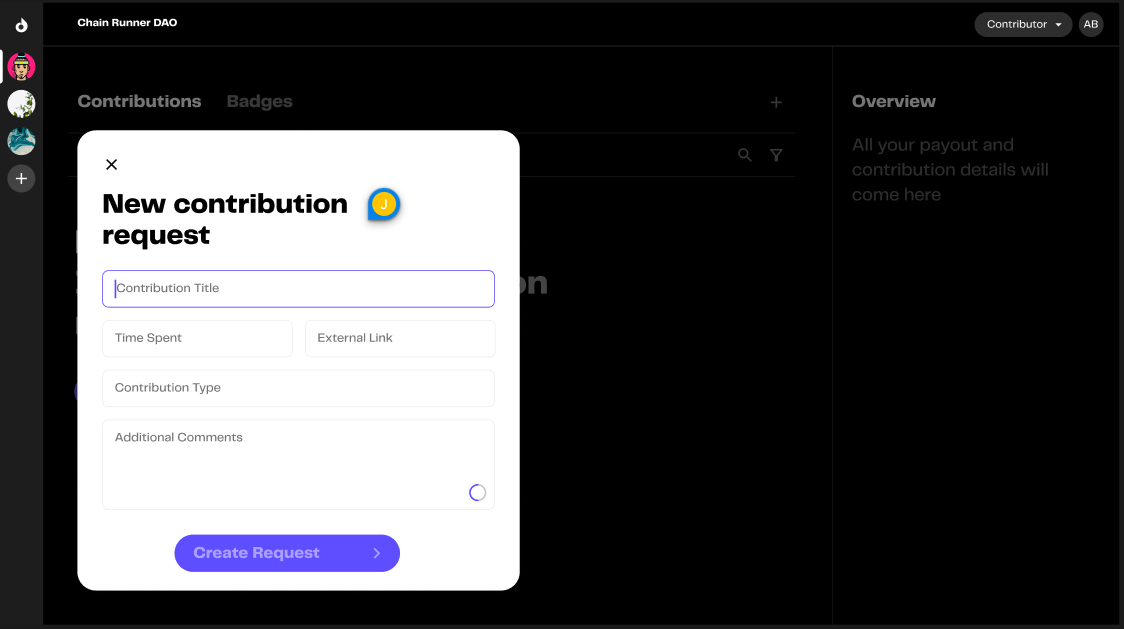 Chain Runner DAO
Contributor
AB
Contributions
Badges
Overview
All your payout and
contribution details will
come here
New contribution
request
J
Contribution Title
Time Spent
External Link
Contribution Type
Additional Comments
Create Request